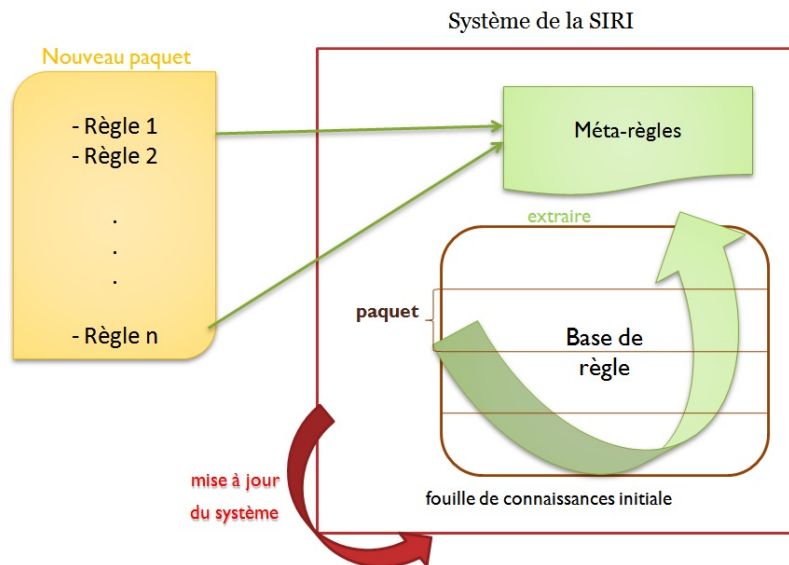 Système de la SIRI
Nouveau paquet
- Règle 1
- Règle 2
.
.
.
- Règle n
Méta-règles
extraire
paquet
Base de
règle
fouille de connaissances initiale
mise à jour
du système